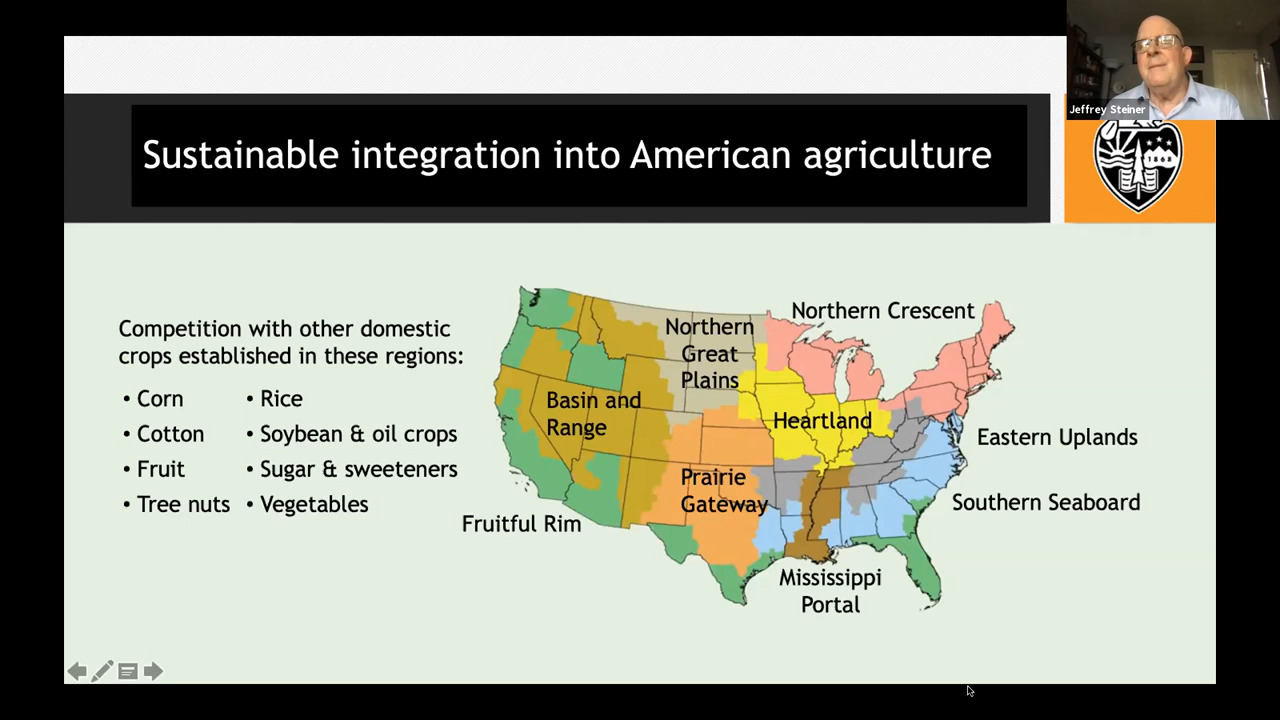 Jeffrey Steiner
Sustainable integration into American agriculture
Competition with other domestic
crops established in these regions:
• Corn
• Cotton
• Fruit
• Tree nuts
• Rice
• Soybean & oil crops
• Sugar & sweeteners
• Vegetables
Northern Crescent
Northern
Great
Plains
Basin and
Range
Heartland
Eastern Uplands
Prairie
Gateway
Southern Seaboard
Fruitful Rim
Mississippi
Portal